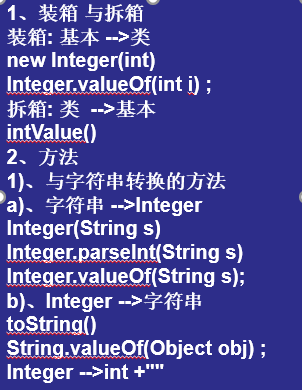 1、装箱 与拆箱
装箱: 基本 -->类
new Integer(int)
Integer.valueOf(int i) ;
拆箱: 类  -->基本
intValue()
2、方法
1)、与字符串转换的方法
a)、字符串 -->Integer
Integer(String s)
Integer.parseInt(String s)
Integer.valueOf(String s);
b)、Integer -->字符串
toString()
String.valueOf(Object obj) ;
Integer -->int +""